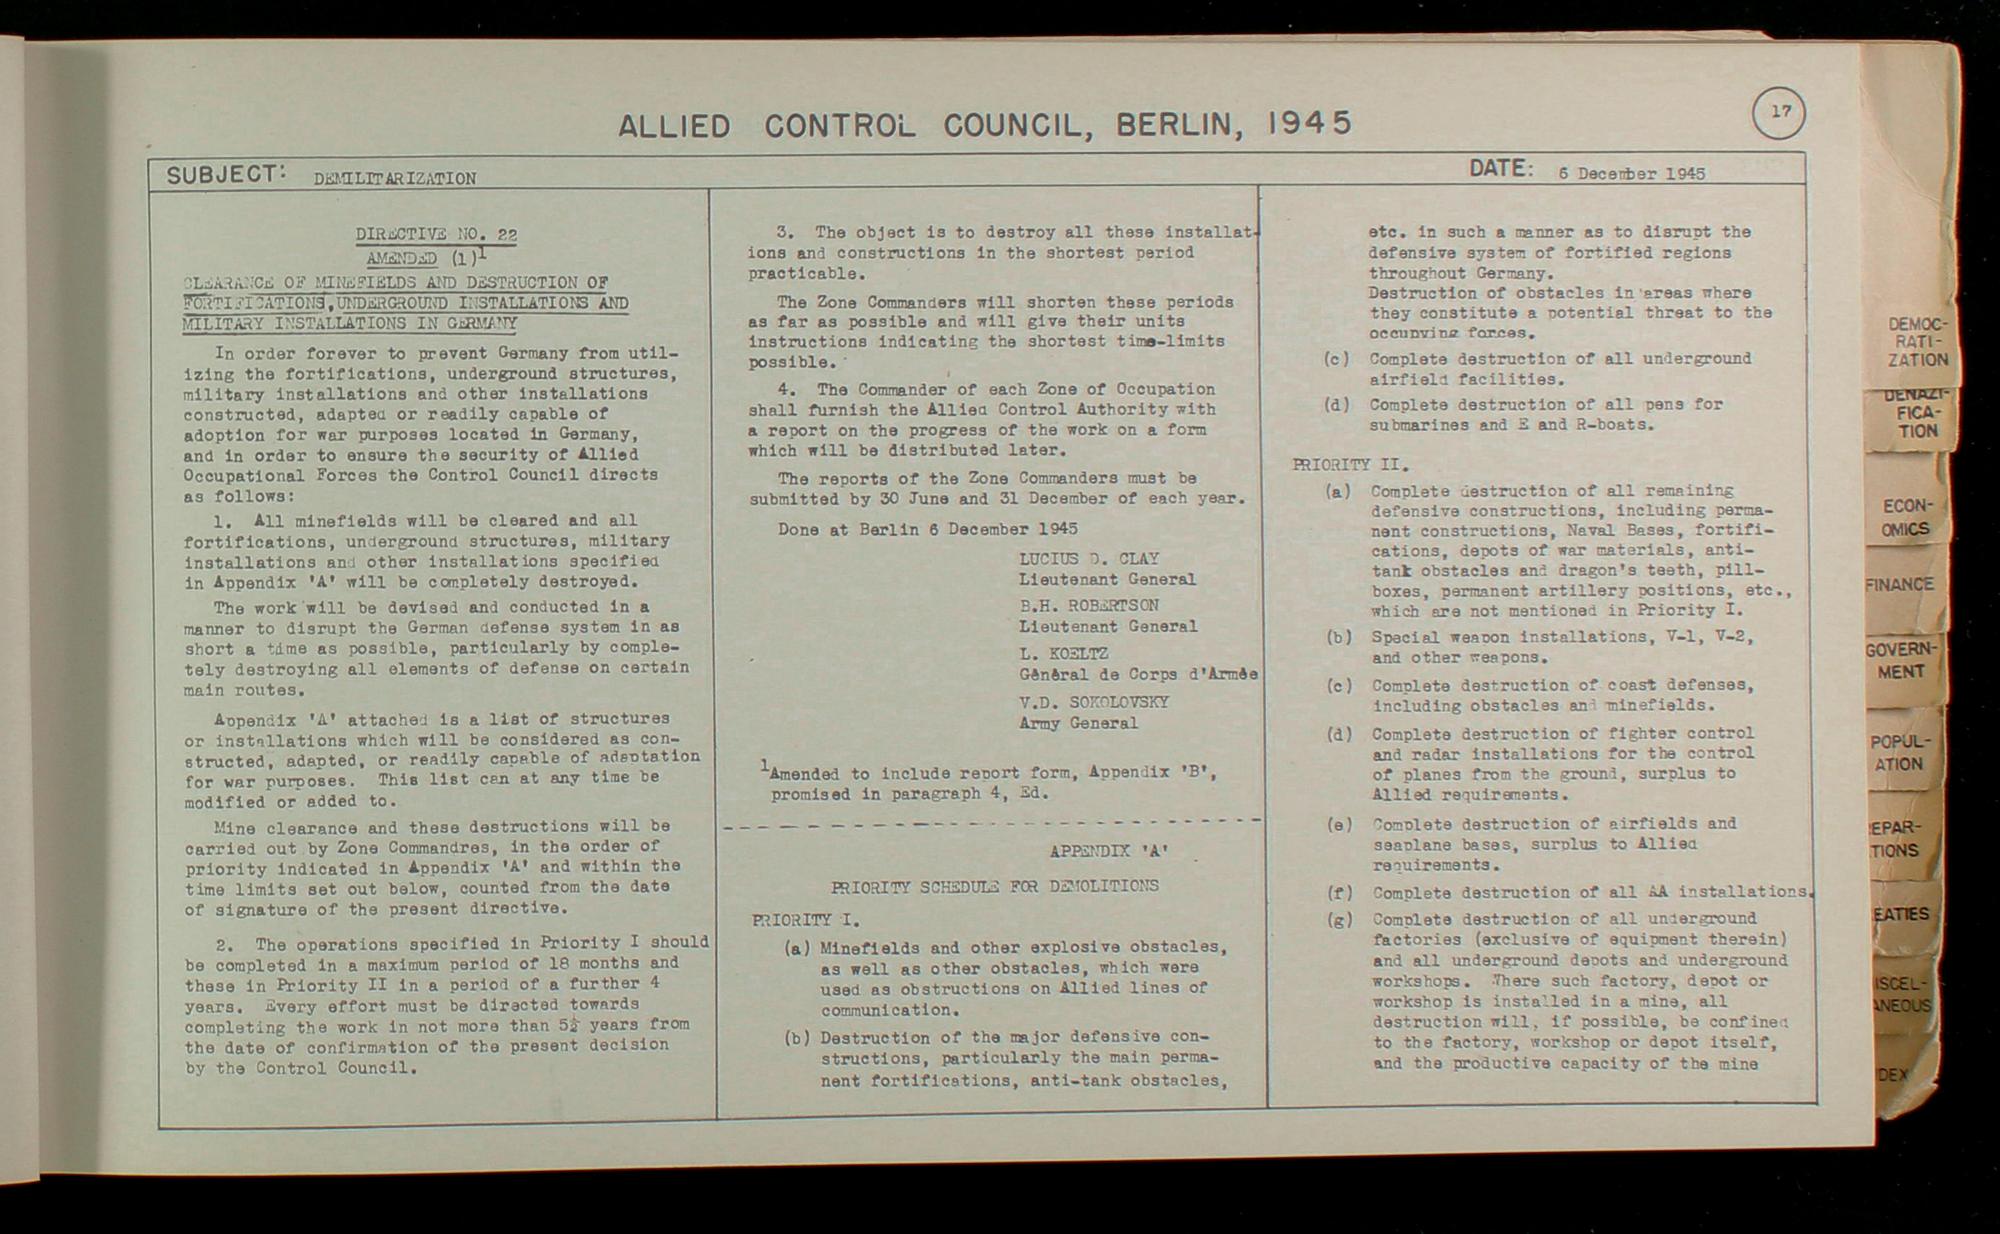 ALLIED CONTROL COUNCIL, BERLIN, 1945
17
SUBJECT: DEMILITARIZATION
DATE: 6 December 1945
DIRECTIVE NO. 22
AMENDED (1)1
CLEARANCE OF MINEFIELDS AND DESTRUCTION OF
FORTIFICATIONS, UNDERGROUND INSTALLATIONS AND
MILITARY INSTALLATIONS IN GERMANY
In order forever to prevent Germany from util-
izing the fortifications, underground structures,
military installations and other installations
constructed, adapted or readily capable of
adoption for war purposes located in Germany,
and in order to ensure the security of Allied
Occupational Forces the Control Council directs
as follows:
1. All minefields will be cleared and all
fortifications, underground structures, military
installations and other installations specified
in Appendix 'A' will be completely destroyed.
The work will be devised and conducted in a
manner to disrupt the German defense system in as
short a time as possible, particularly by comple-
tely destroying all elements of defense on certain
main routes.
Appendix 'A' attached is a list of structures
or installations which will be considered as con-
structed, adapted, or readily capable of adaptation
for war purposes. This list can at any time be
modified or added to.
Mine clearance and these destructions will be
carried out by Zone Commandres, in the order of
priority indicated in Appendix 'A' and within the
time limits set out below, counted from the date
of signature of the present directive.
2. The operations specified in Priority I should
be completed in a maximum period of 18 months and
these in Priority II in a period of a further 4
years. Every effort must be directed towards
completing the work in not more than 5½ years from
the date of confirmation of the present decision
by the Control Council.
3. The object is to destroy all these installat-
ions and constructions in the shortest period
practicable.
The Zone Commanders will shorten these periods
as far as possible and will give their units
instructions indicating the shortest time-limits
possible.
4. The Commander of each Zone of Occupation
shall furnish the Allied Control Authority with
a report on the progress of the work on a form
which will be distributed later.
The reports of the Zone Commanders must be
submitted by 30 June and 31 December of each year.
Done at Berlin 6 December 1945
LUCIUS D. CLAY
Lieutenant General
B.H. ROBERTSON
Lieutenant General
L. KOELTZ
Général de Corps d'Armée
V.D. SOKOLOVSKY
Army General
1Amended to include report form, Appendix 'B',
promised in paragraph 4, Ed.
APPENDIX 'A'
PRIORITY SCHEDULE FOR DEMOLITIONS
PRIORITY I.
(a) Minefields and other explosive obstacles,
as well as other obstacles, which were
used as obstructions on Allied lines of
communication.
(b) Destruction of the major defensive con-
structions, particularly the main perma-
nent fortifications, anti-tank obstacles,
etc. in such a manner as to disrupt the
defensive system of fortified regions
throughout Germany.
Destruction of obstacles in areas where
they constitute a potential threat to the
occupying forces.
(c) Complete destruction of all underground
airfield facilities.
(d) Complete destruction of all pens for
submarines and E and R-boats.
PRIORITY II.
(a) Complete destruction of all remaining
defensive constructions, including perma-
nent constructions, Naval Bases, fortifi-
cations, depots of war materials, anti-
tank obstacles and dragon's teeth, pill-
boxes, permanent artillery positions, etc.,
which are not mentioned in Priority I.
(b) Special weapon installations, V-1, V-2,
and other weapons.
(c) Complete destruction of coast defenses,
including obstacles and minefields.
(d) Complete destruction of fighter control
and radar installations for the control
of planes from the ground, surplus to
Allied requirements.
(e) Complete destruction of airfields and
seaplane bases, surplus to Allied
requirements.
(f) Complete destruction of all AA installations.
(g) Complete destruction of all underground
factories (exclusive of equipment therein)
and all underground depots and underground
workshops. There such factory, depot or
workshop is installed in a mine, all
destruction will, if possible, be confined
to the factory, workshop or depot itself,
and the productive capacity of the mine
DEMOC-
RATI-
ZATION
DENAZI-
FICA-
TION
ECON-
OMICS
FINANCE
GOVERN-
MENT
POPUL-
ATION
EPAR-
TIONS
EATIES
ISCEL-
ANEOUS
DEX